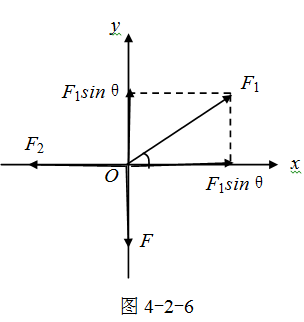 y
F₁sin θ
F₁
F₂
O
x
F₁sin θ
F
图 4-2-6